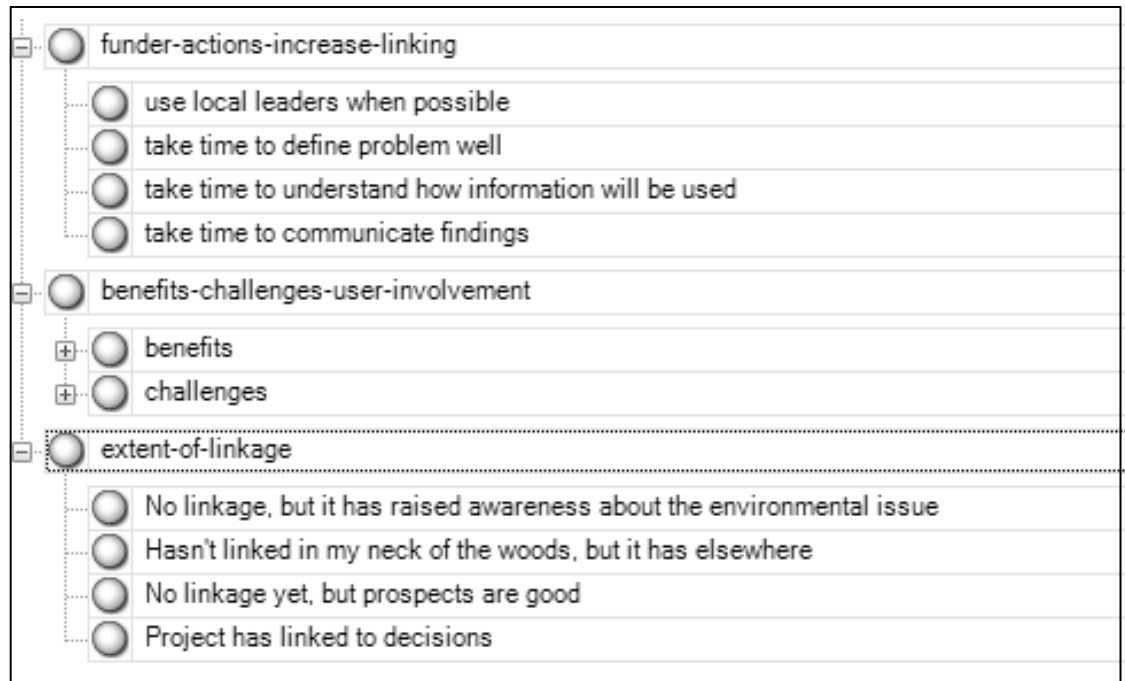 funder-actions-increase-linking
use local leaders when possible
take time to define problem well
take time to understand how information will be used
take time to communicate findings
benefits-challenges-user-involvement
benefits
challenges
extent-of-linkage
No linkage, but it has raised awareness about the environmental issue
Hasn't linked in my neck of the woods, but it has elsewhere
No linkage yet, but prospects are good
Project has linked to decisions